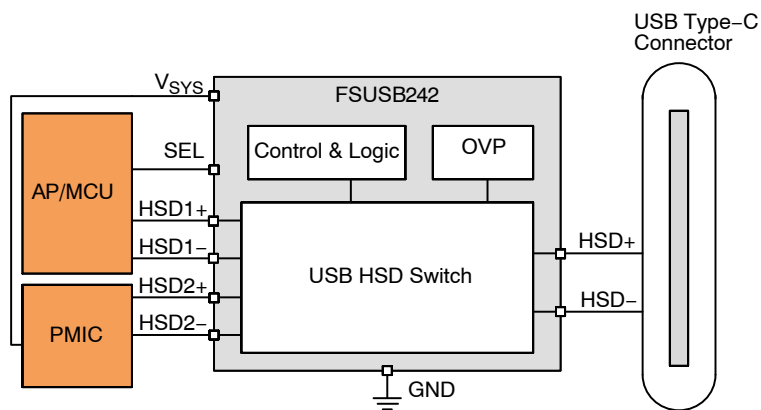 USB Type−C
Connector
VSYS
FSUSB242
SEL
Control & Logic
OVP
AP/MCU
HSD1+
HSD1−
HSD2+
HSD2−
PMIC
USB HSD Switch
HSD+
HSD−
GND